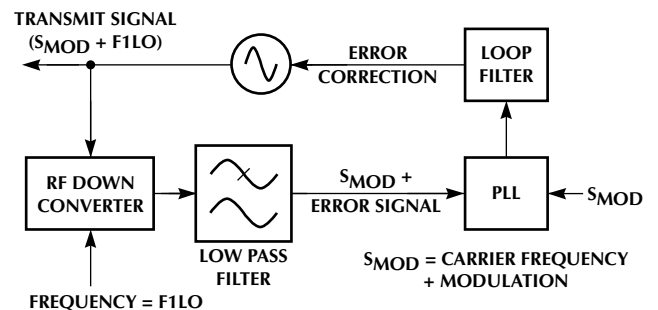 TRANSMIT SIGNAL
(SMOD + F1LO)
ERROR
CORRECTION
LOOP
FILTER
RF DOWN
CONVERTER
SMOD +
ERROR SIGNAL
PLL
SMOD
LOW PASS
FILTER
SMOD = CARRIER FREQUENCY
+ MODULATION
FREQUENCY = F1LO